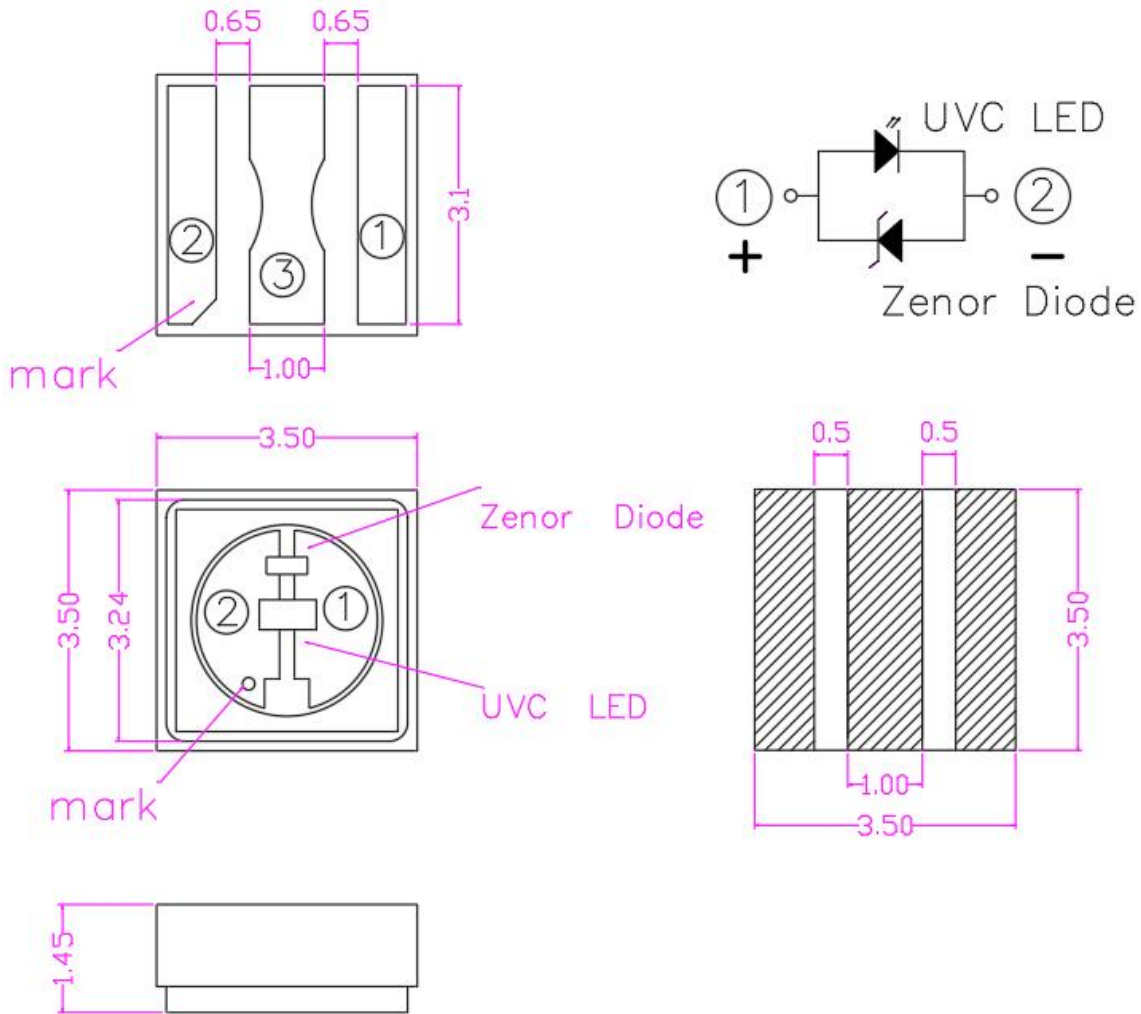 0.65 0.65
② ③ ①
3.1
1.00
mark
UVC LED
① ②
+ −
Zenor Diode
3.50
3.50
3.24
② ①
Zenor Diode
UVC LED
mark
0.5 0.5
3.50
1.00
3.50
1.45